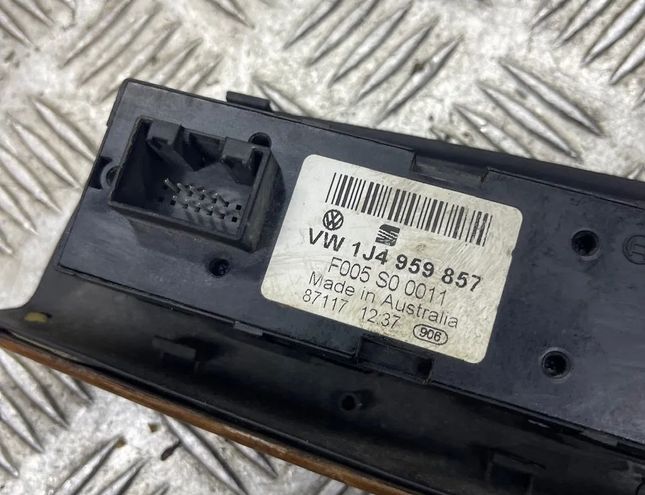 VW 1J4 959 857
F005 S0 0011
Made in Australia
87117 12:37 906